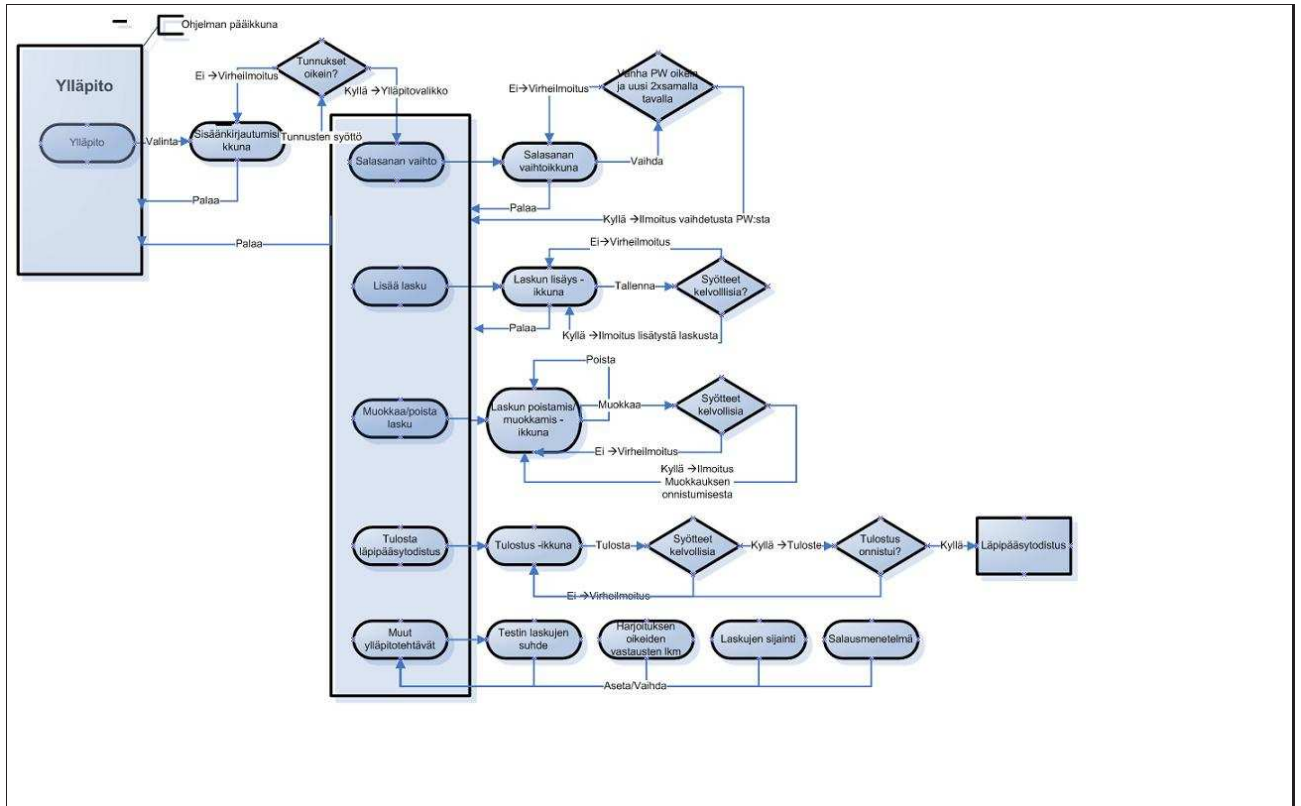 Ohjelman pääikkuna
Ylläpito
Ylläpito
Valinta
Sisäänkirjautumisi
kkuna
Ei →Virheilmoitus
Tunnukset
oikein?
Tunnusten syöttö
Kyllä →Ylläpitovalikko
Palaa
Palaa
Salasanan vaihto
Salasanan
vaihtoikkuna
Ei→Virheilmoitus
Vaihda
Vanha PW oikein
ja uusi 2xsamalla
tavalla
Palaa
Kyllä →Ilmoitus vaihdetusta PW:sta
Lisää lasku
Laskun lisäys -
ikkuna
Ei→Virheilmoitus
Tallenna
Syötteet
kelvolllisia?
Palaa
Kyllä →Ilmoitus lisätystä laskusta
Muokkaa/poista
lasku
Laskun poistamis/
muokkamis -
ikkuna
Poista
Muokkaa
Syötteet
kelvollisia
Ei →Virheilmoitus
Kyllä →Ilmoitus
Muokkauksen
onnistumisesta
Tulosta
läpipääsytodistus
Tulostus -ikkuna
Tulosta
Syötteet
kelvollisia
Kyllä →Tuloste
Tulostus
onnistui?
Kyllä
Läpipääsytodistus
Ei →Virheilmoitus
Muut
ylläpitotehtävät
Testin laskujen
suhde
Harjoituksen
oikeiden
vastausten lkm
Laskujen sijainti
Salausmenetelmä
Aseta/Vaihda